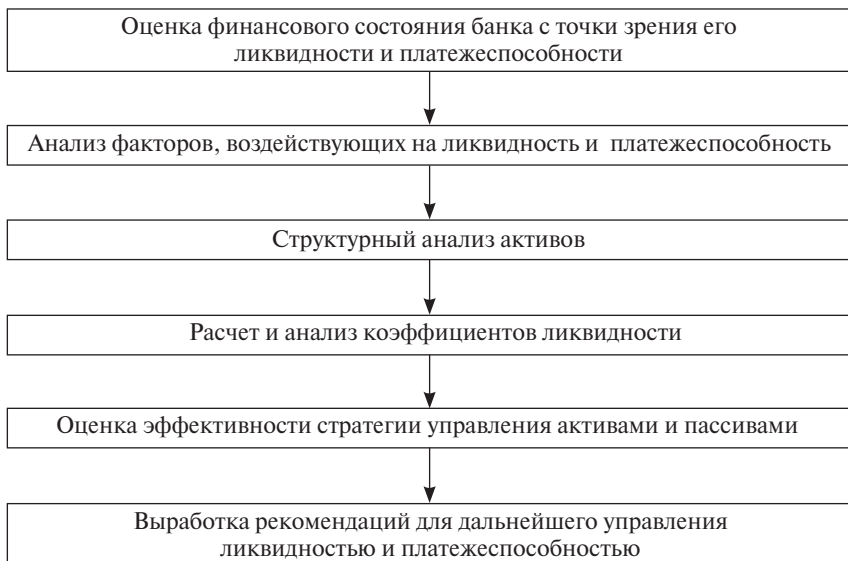 Оценка финансового состояния банка с точки зрения его
ликвидности и платежеспособности
Анализ факторов, воздействующих на ликвидность и платежеспособность
Структурный анализ активов
Расчет и анализ коэффициентов ликвидности
Оценка эффективности стратегии управления активами и пассивами
Выработка рекомендаций для дальнейшего управления
ликвидностью и платежеспособностью